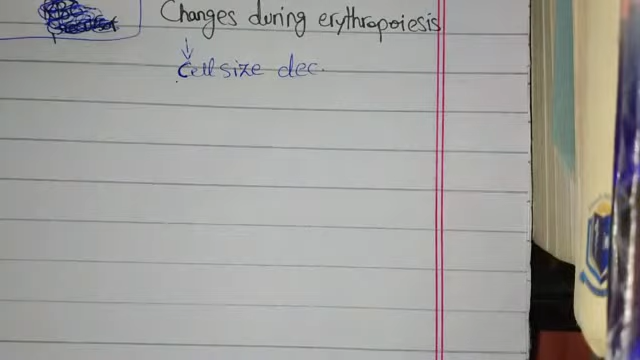 Changes during erythropoiesis
↓
Cell size dec.